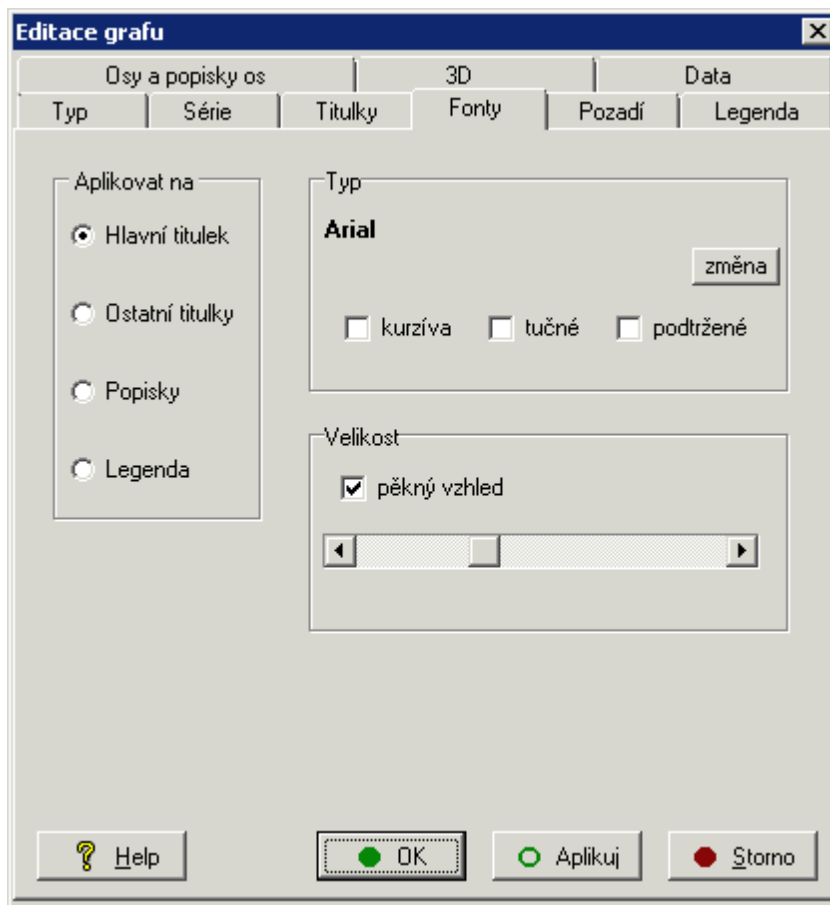 Editace grafu
Osy a popisky os 3D Data
Typ Série Titulky Fonty Pozadí Legenda
Aplikovat na
Hlavní titulek
Ostatní titulky
Popisky
Legenda
Typ
Arial
změna
kurzíva tučné podtržené
Velikost
pěkný vzhled
Help OK Aplikuj Storno